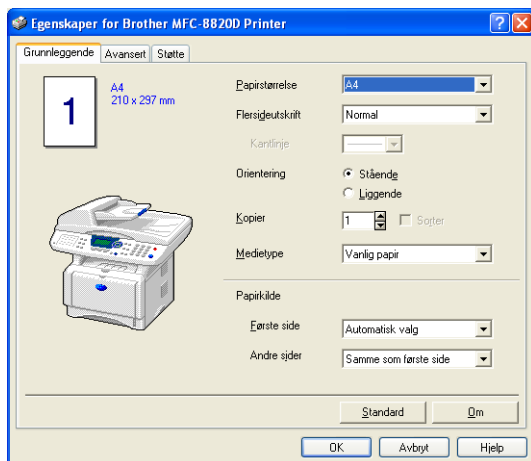 Egenskaper for Brother MFC-8820D Printer
Grunnleggende Avansert Støtte
1
A4
210 x 297 mm
Papirstørrelse A4
Flersideutskrift Normal
Kantlinje
Orientering Stående
Liggende
Kopier 1 Sorter
Medietype Vanlig papir
Papirkilde
Første side Automatisk valg
Andre sider Samme som første side
Standard Om
OK Avbryt Hjelp